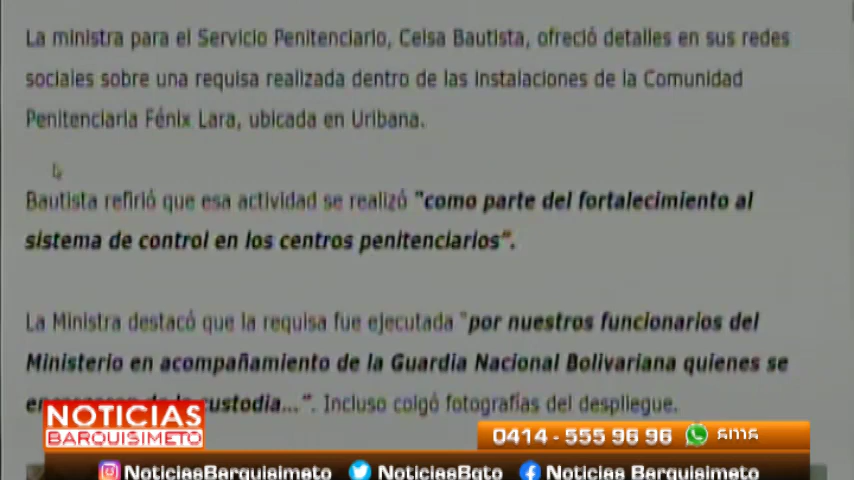 La ministra para el Servicio Penitenciario, Celsa Bautista, ofreció detalles en sus redes
sociales sobre una requisa realizada dentro de las instalaciones de la Comunidad
Penitenciaria Fénix Lara, ubicada en Uribana.
Bautista refirió que esa actividad se realizó "como parte del fortalecimiento al
sistema de control en los centros penitenciarios".
La Ministra destacó que la requisa fue ejecutada "por nuestros funcionarios del
Ministerio en acompañamiento de la Guardia Nacional Bolivariana quienes se
custodia...". Incluso colgó fotografías del despliegue.
NOTICIAS
BARQUISIMETO
0414 - 555 96 96
NoticiasBarquisimeto NoticiasBqto Noticias Barquisimeto